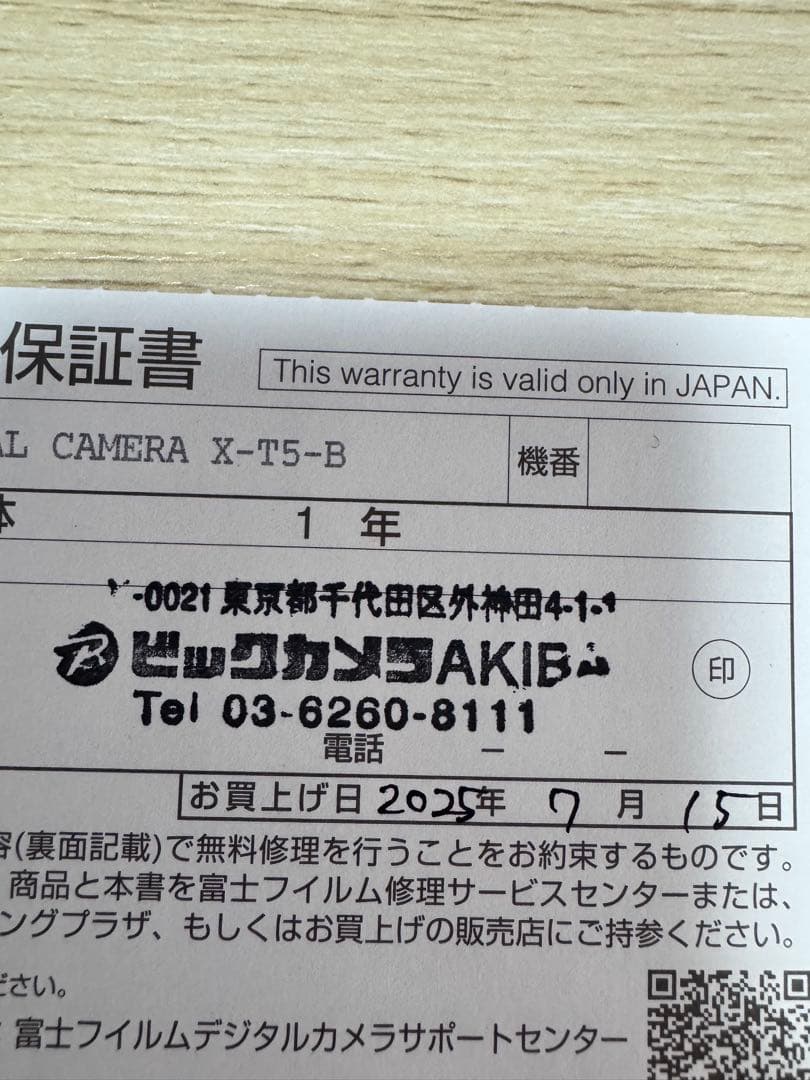 保証書
This warranty is valid only in JAPAN.
AL CAMERA X-T5-B 機番
体 1 年
-0021 東京都千代田区外神田4-1-1
ビックカメラAKIBA
Tel 03-6260-8111
印
電話 － －
お買上げ日 2025年 7月 15日
容(裏面記載)で無料修理を行うことをお約束するものです。
商品と本書を富士フイルム修理サービスセンターまたは、
ングプラザ、もしくはお買上げの販売店にご持参ください。
ださい。
富士フイルムデジタルカメラサポートセンター